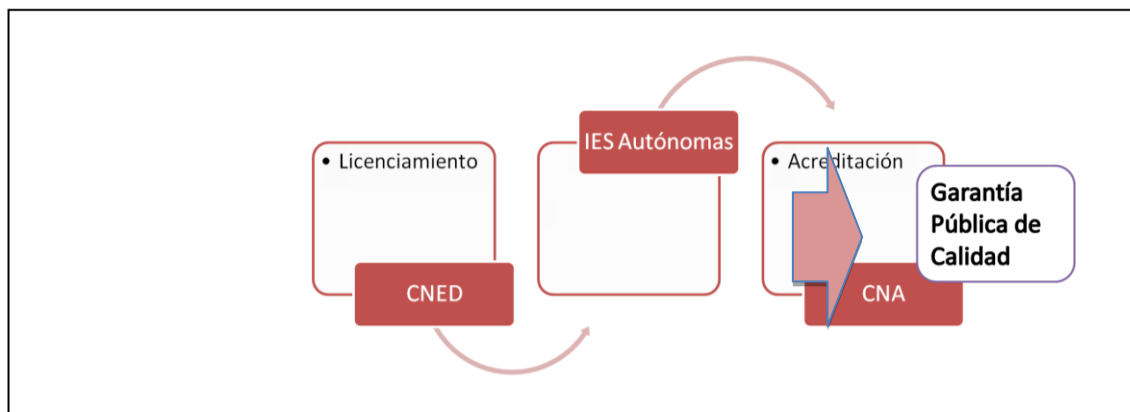 • Licenciamiento
CNED
IES Autónomas
• Acreditación
CNA
Garantía
Pública de
Calidad